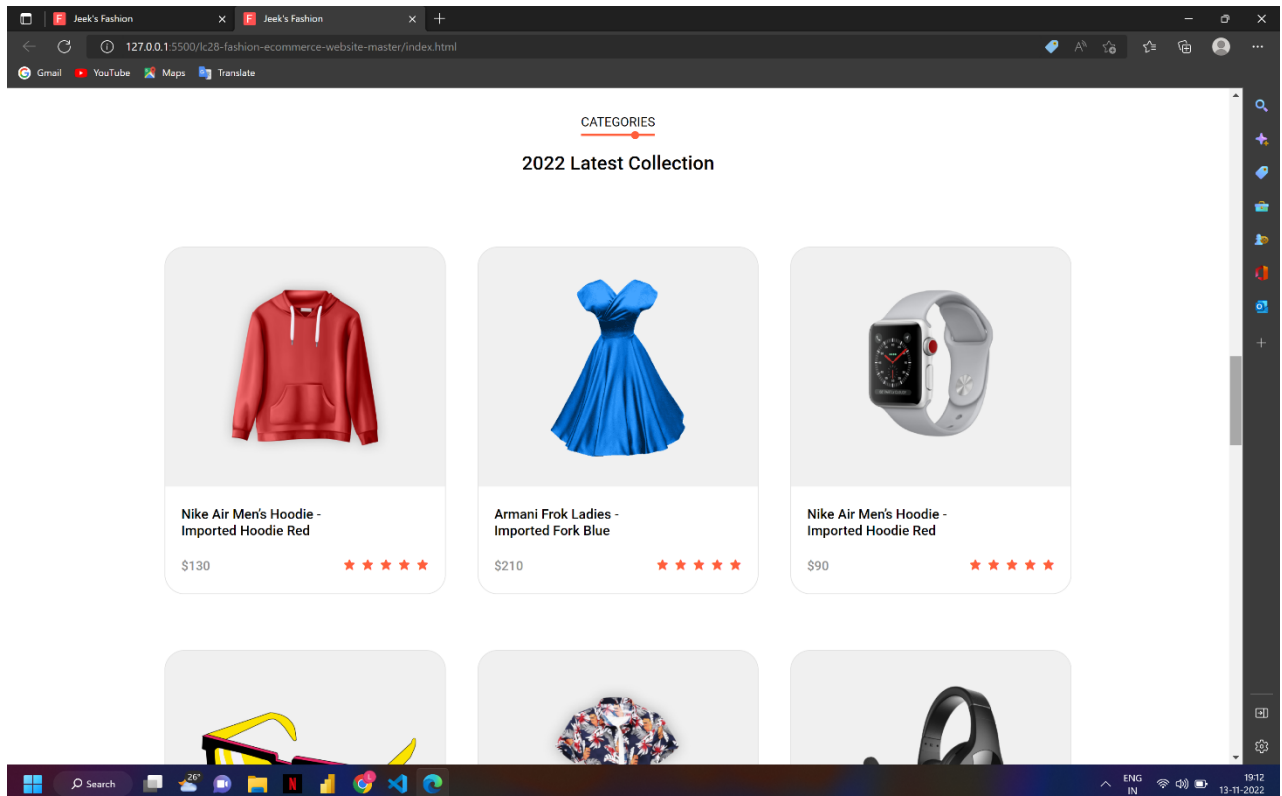 Jeek's Fashion
Jeek's Fashion
127.0.0.1:5500/lc28-fashion-ecommerce-website-master/index.html
Gmail
YouTube
Maps
Translate
CATEGORIES
2022 Latest Collection
Nike Air Men's Hoodie -
Imported Hoodie Red
$130
Armani Frok Ladies -
Imported Fork Blue
$210
Nike Air Men's Hoodie -
Imported Hoodie Red
$90
26°
Search
ENG
IN
19:12
13-11-2022